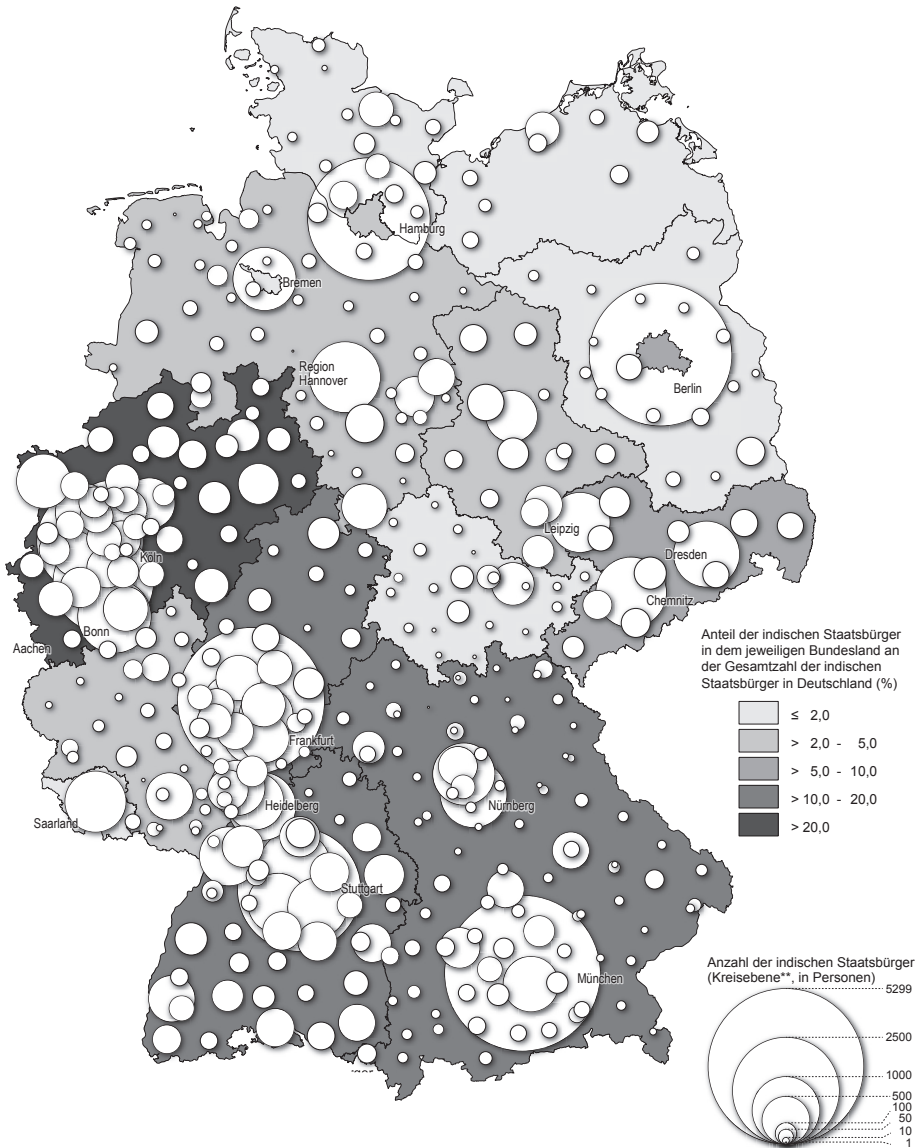 Hamburg
Bremen
Region
Hannover
Berlin
Leipzig
Köln
Dresden
Chemnitz
Bonn
Aachen
Frankfurt
Heidelberg
Saarland
Nürnberg
Stuttgart
München
Anteil der indischen Staatsbürger
in dem jeweiligen Bundesland an
der Gesamtzahl der indischen
Staatsbürger in Deutschland (%)
≤ 2,0
> 2,0 - 5,0
> 5,0 - 10,0
> 10,0 - 20,0
> 20,0
Anzahl der indischen Staatsbürger
(Kreisebene**, in Personen)
5299
2500
1000
500
100
50
10
1